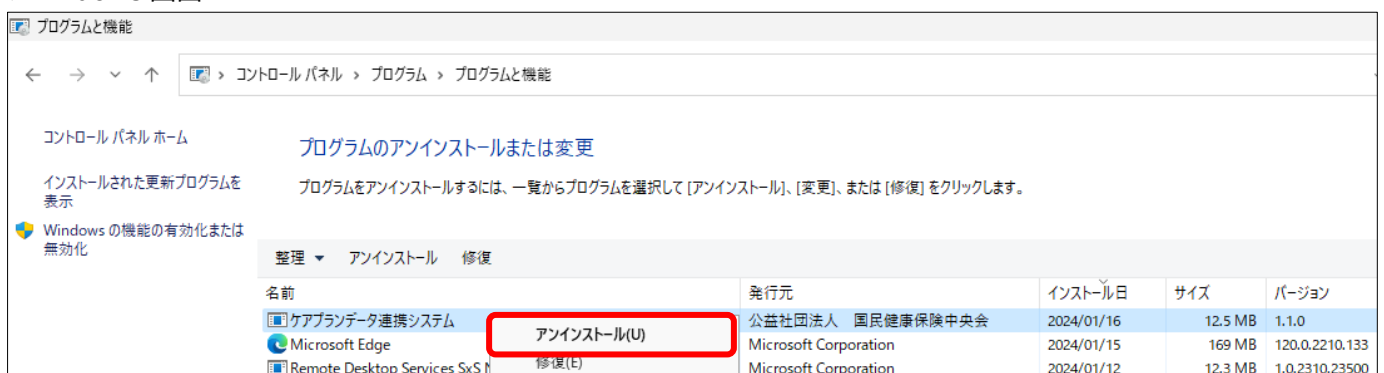 プログラムと機能
コントロール パネル › プログラム › プログラムと機能
コントロール パネル ホーム
インストールされた更新プログラムを
表示
Windows の機能の有効化または
無効化
プログラムのアンインストールまたは変更
プログラムをアンインストールするには、一覧からプログラムを選択して [アンインストール]、[変更]、または [修復] をクリックします。
整理 アンインストール 修復
名前 発行元 インストール日 サイズ バージョン
ケアプランデータ連携システム 公益社団法人 国民健康保険中央会 2024/01/16 12.5 MB 1.1.0
アンインストール(U)
Microsoft Edge Microsoft Corporation 2024/01/15 169 MB 120.0.2210.133
修復(E)
Remote Desktop Services SxS Microsoft Corporation 2024/01/12 12.3 MB 1.0.2310.23500